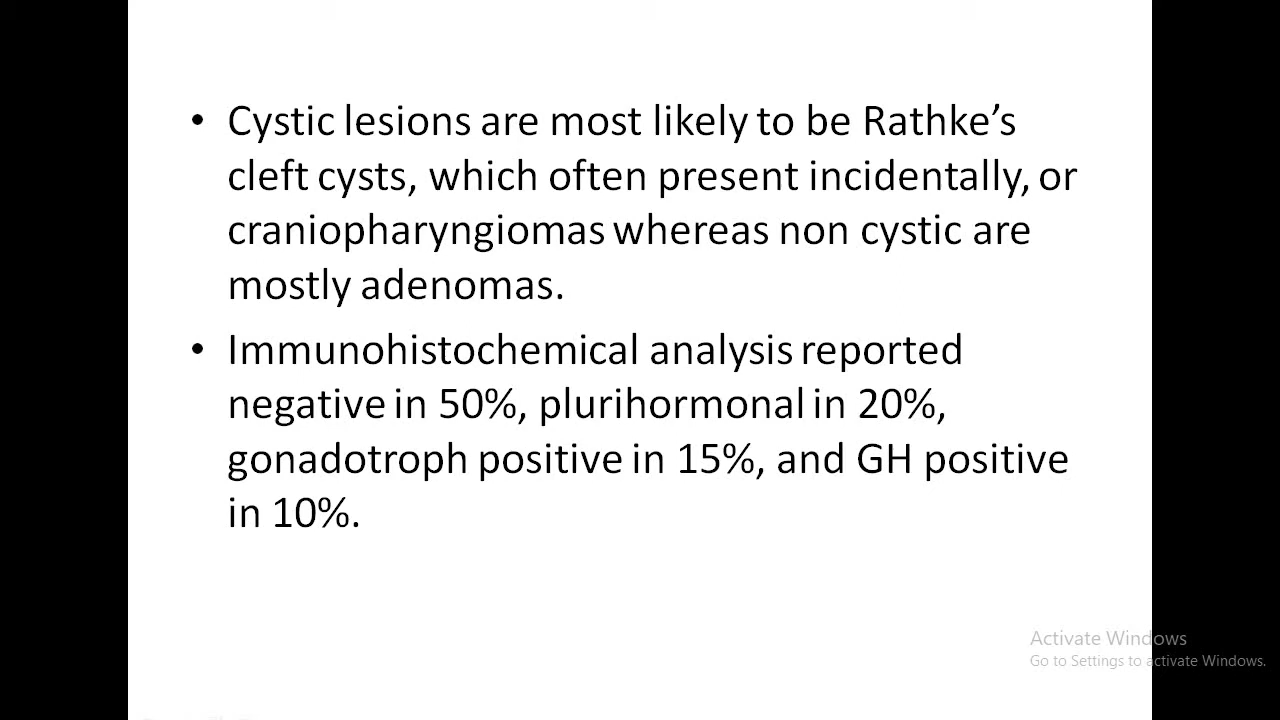 • Cystic lesions are most likely to be Rathke’s
cleft cysts, which often present incidentally, or
craniopharyngiomas whereas non cystic are
mostly adenomas.
• Immunohistochemical analysis reported
negative in 50%, plurihormonal in 20%,
gonadotroph positive in 15%, and GH positive
in 10%.
Activate Windows
Go to Settings to activate Windows.